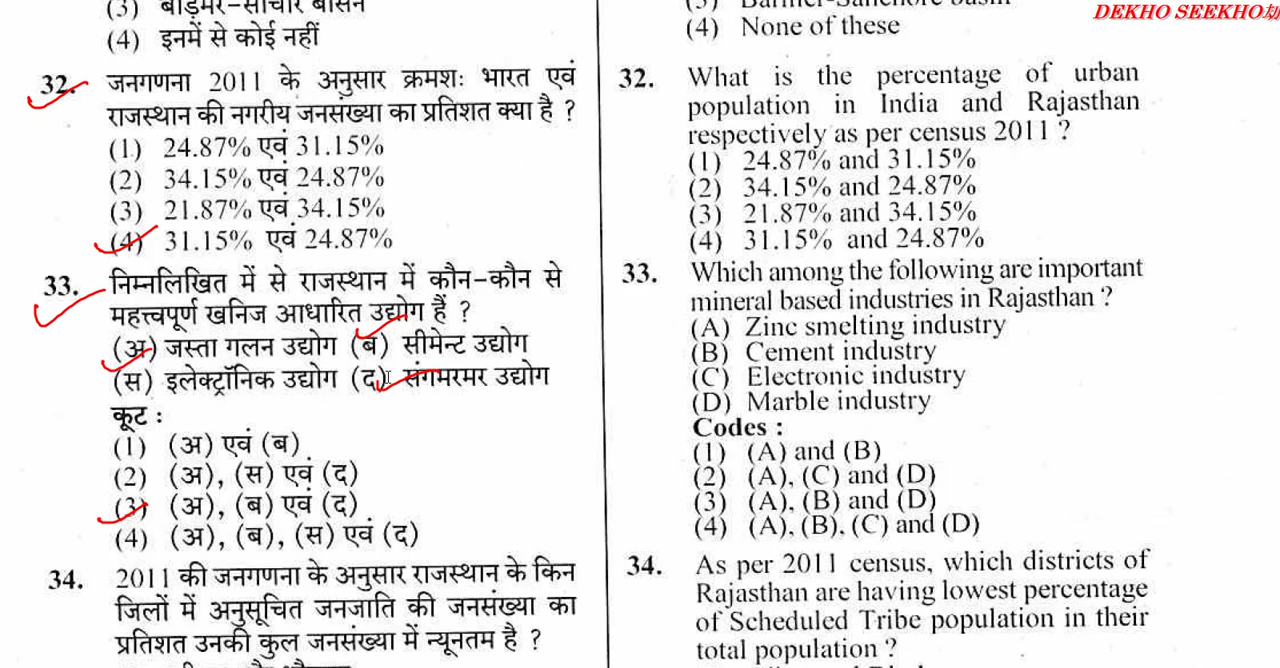 (3) बाड़मेर-सांचोर बेसिन
(4) इनमें से कोई नहीं
32. जनगणना 2011 के अनुसार क्रमशः भारत एवं
राजस्थान की नगरीय जनसंख्या का प्रतिशत क्या है ?
(1) 24.87% एवं 31.15%
(2) 34.15% एवं 24.87%
(3) 21.87% एवं 34.15%
(4) 31.15% एवं 24.87%
33. निम्नलिखित में से राजस्थान में कौन-कौन से
महत्त्वपूर्ण खनिज आधारित उद्योग हैं ?
(अ) जस्ता गलन उद्योग (ब) सीमेन्ट उद्योग
(स) इलेक्ट्रॉनिक उद्योग (द) संगमरमर उद्योग
कूट :
(1) (अ) एवं (ब)
(2) (अ), (स) एवं (द)
(3) (अ), (ब) एवं (द)
(4) (अ), (ब), (स) एवं (द)
34. 2011 की जनगणना के अनुसार राजस्थान के किन
जिलों में अनुसूचित जनजाति की जनसंख्या का
प्रतिशत उनकी कुल जनसंख्या में न्यूनतम है ?
DEKHO SEEKHO
(3) Barmer-Sanchore basin
(4) None of these
32. What is the percentage of urban
population in India and Rajasthan
respectively as per census 2011 ?
(1) 24.87% and 31.15%
(2) 34.15% and 24.87%
(3) 21.87% and 34.15%
(4) 31.15% and 24.87%
33. Which among the following are important
mineral based industries in Rajasthan ?
(A) Zinc smelting industry
(B) Cement industry
(C) Electronic industry
(D) Marble industry
Codes :
(1) (A) and (B)
(2) (A), (C) and (D)
(3) (A), (B) and (D)
(4) (A), (B), (C) and (D)
34. As per 2011 census, which districts of
Rajasthan are having lowest percentage
of Scheduled Tribe population in their
total population ?